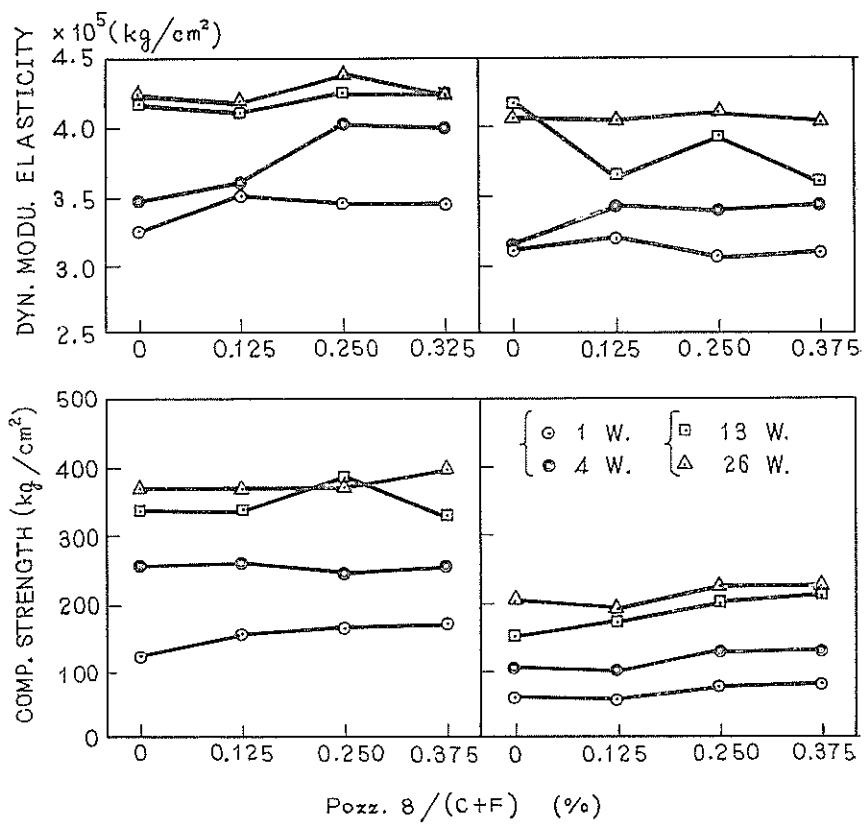 ×10⁵(kg/cm²)
DYN. MODU. ELASTICITY
4.5
4.0
3.5
3.0
2.5
0 0.125 0.250 0.325
0 0.125 0.250 0.375
COMP. STRENGTH (kg/cm²)
500
400
250
200
100
0
1 W. 13 W.
4 W. 26 W.
0 0.125 0.250 0.375
0 0.125 0.250 0.375
Pozz. 8/(C+F) (%)